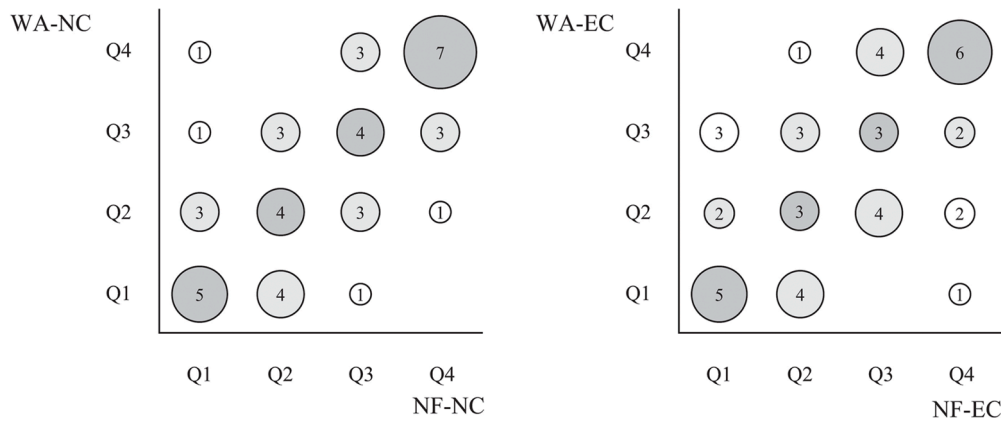 WA-NC
Q4 1 3 7
Q3 1 3 4 3
Q2 3 4 3 1
Q1 5 4 1
Q1 Q2 Q3 Q4
NF-NC
WA-EC
Q4 1 4 6
Q3 3 3 3 2
Q2 2 3 4 2
Q1 5 4 1
Q1 Q2 Q3 Q4
NF-EC